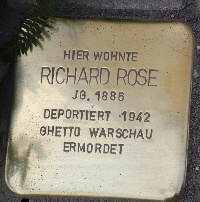 HIER WOHNTE
RICHARD ROSE
JG. 1886
DEPORTIERT 1942
GHETTO WARSCHAU
ERMORDET